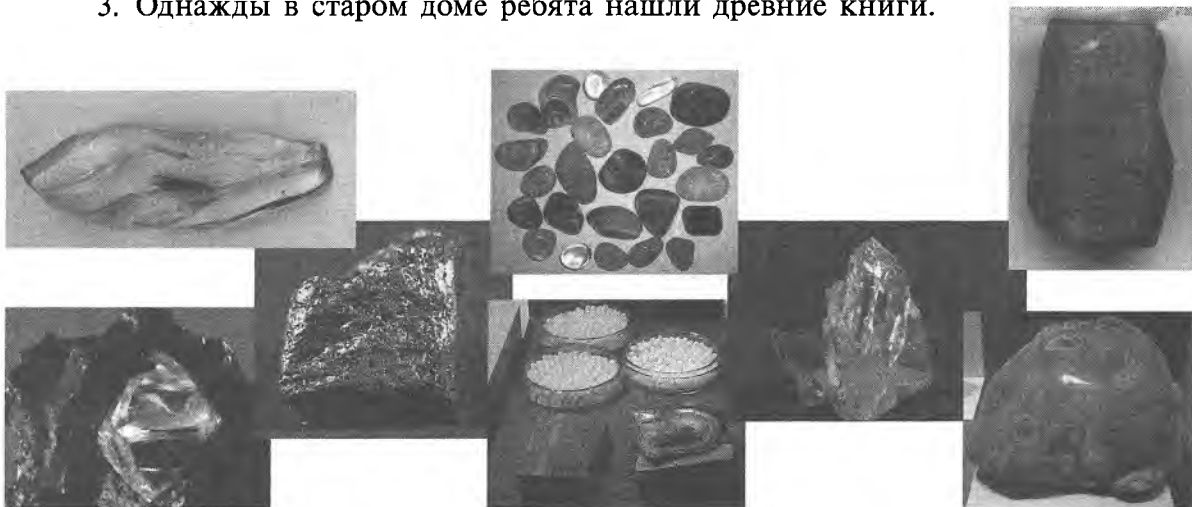 3. Однажды в старом доме ребята нашли древние книги.